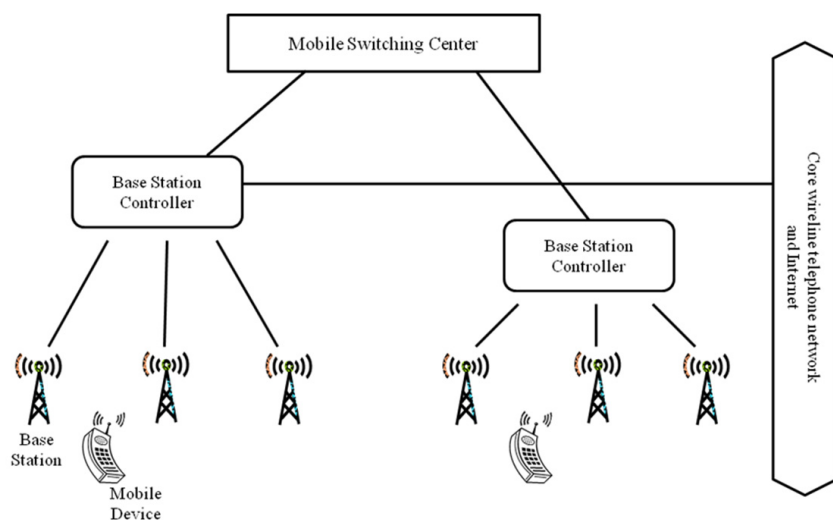 Mobile Switching Center
Base Station
Controller
Base Station
Controller
Core wireline telephone network
and Internet
Base
Station
Mobile
Device